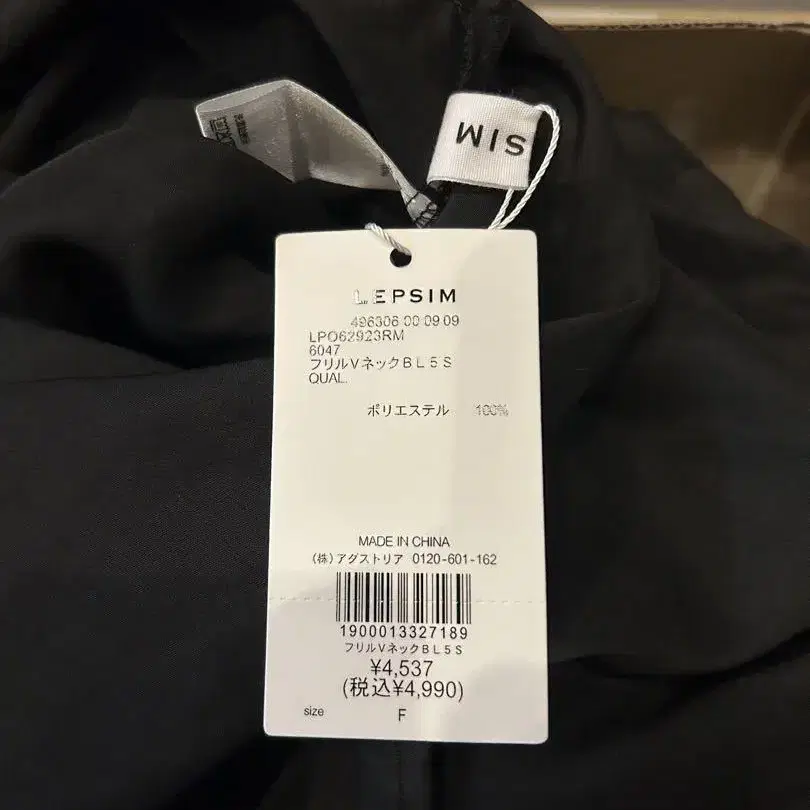 SIM
LEPSIM
496306 00 09 09
LPO62923RM
6047
フリルVネックBL5S
QUAL.
ポリエステル 100%
MADE IN CHINA
(株)アダストリア 0120-601-162
1900013327189
フリルVネックBL5S
¥4,537
(税込¥4,990)
size F